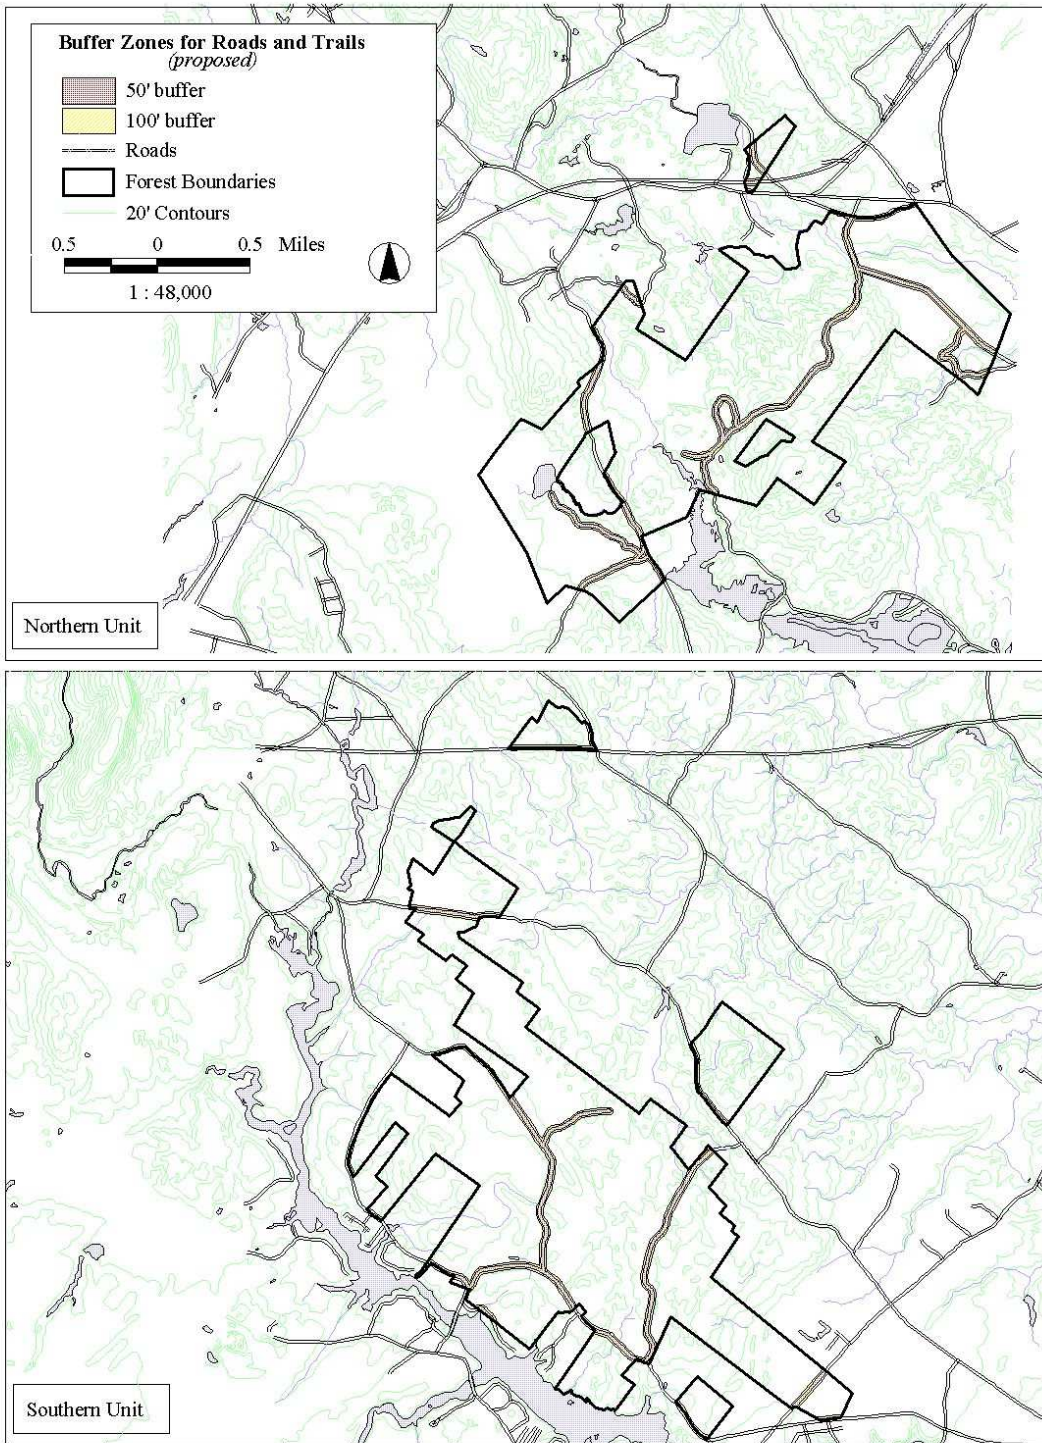 Buffer Zones for Roads and Trails
(proposed)
50' buffer
100' buffer
Roads
Forest Boundaries
20' Contours
0.5 0 0.5 Miles
1 : 48,000
Northern Unit
Southern Unit